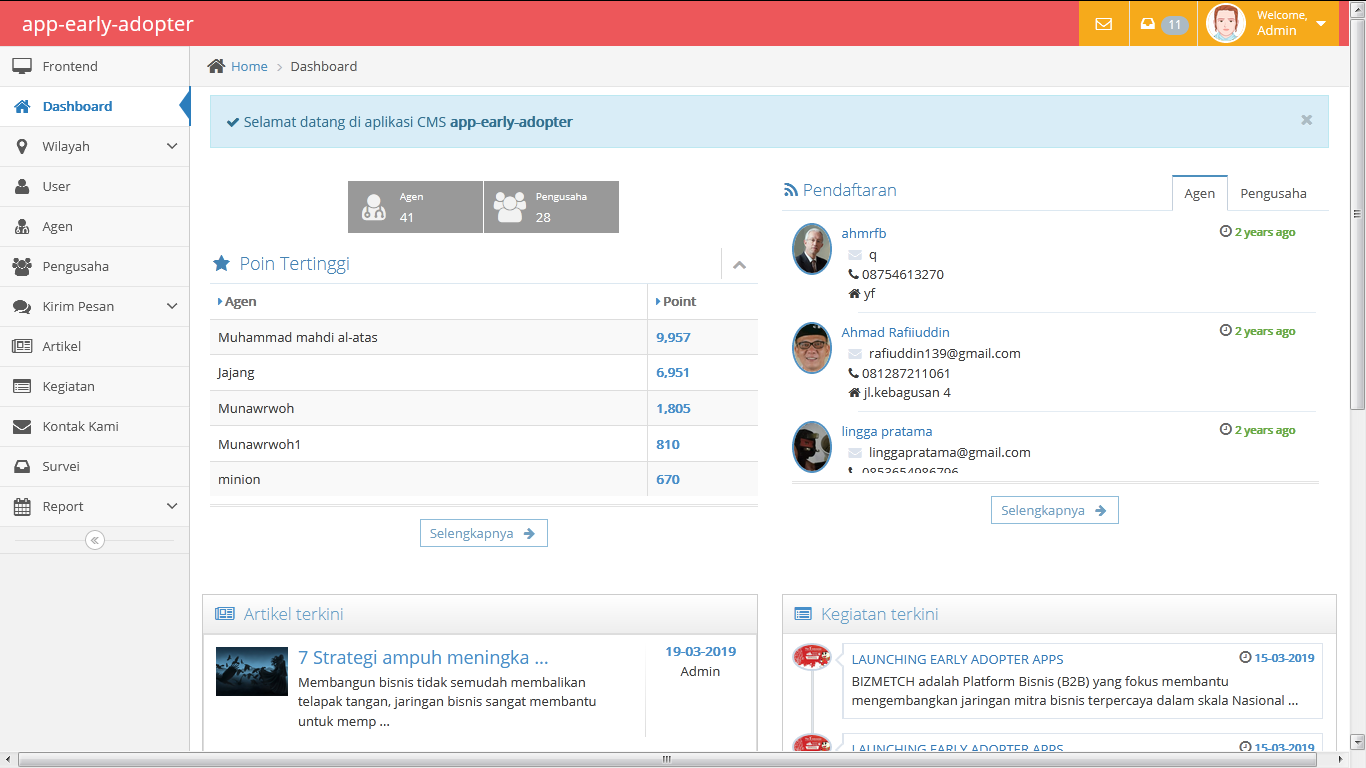 app-early-adopter
11
Welcome,
Admin
Frontend
Dashboard
Wilayah
User
Agen
Pengusaha
Kirim Pesan
Artikel
Kegiatan
Kontak Kami
Survei
Report
Home > Dashboard
Selamat datang di aplikasi CMS app-early-adopter
Agen
41
Pengusaha
28
Poin Tertinggi
Agen Point
Muhammad mahdi al-atas 9,957
Jajang 6,951
Munawrwoh 1,805
Munawrwoh1 810
minion 670
Selengkapnya
Pendaftaran
Agen Pengusaha
ahmrfb 2 years ago
q
08754613270
yf
Ahmad Rafiiuddin 2 years ago
rafiuddin139@gmail.com
081287211061
jl.kebagusan 4
lingga pratama 2 years ago
linggapratama@gmail.com
0853654986796
Selengkapnya
Artikel terkini
7 Strategi ampuh meningka ... 19-03-2019
Admin
Membangun bisnis tidak semudah membalikan
telapak tangan, jaringan bisnis sangat membantu
untuk memp ...
Kegiatan terkini
LAUNCHING EARLY ADOPTER APPS 15-03-2019
BIZMETCH adalah Platform Bisnis (B2B) yang fokus membantu
mengembangkan jaringan mitra bisnis terpercaya dalam skala Nasional ...
LAUNCHING EARLY ADOPTER APPS 15-03-2019